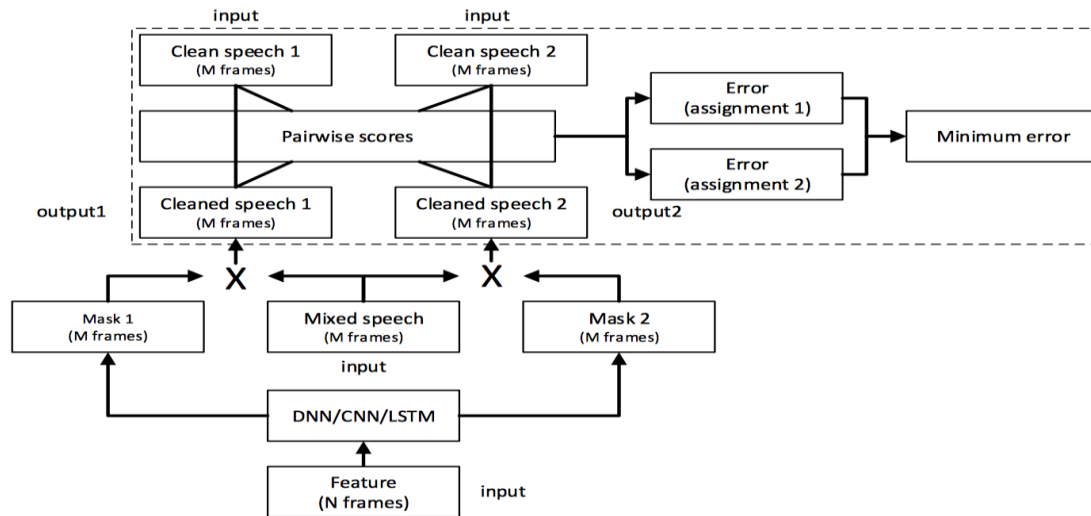 input
input
Clean speech 1
(M frames)
Clean speech 2
(M frames)
Error
(assignment 1)
Pairwise scores
Minimum error
Error
(assignment 2)
output1
Cleaned speech 1
(M frames)
Cleaned speech 2
(M frames)
output2
X
X
Mask 1
(M frames)
Mixed speech
(M frames)
Mask 2
(M frames)
input
DNN/CNN/LSTM
Feature
(N frames)
input